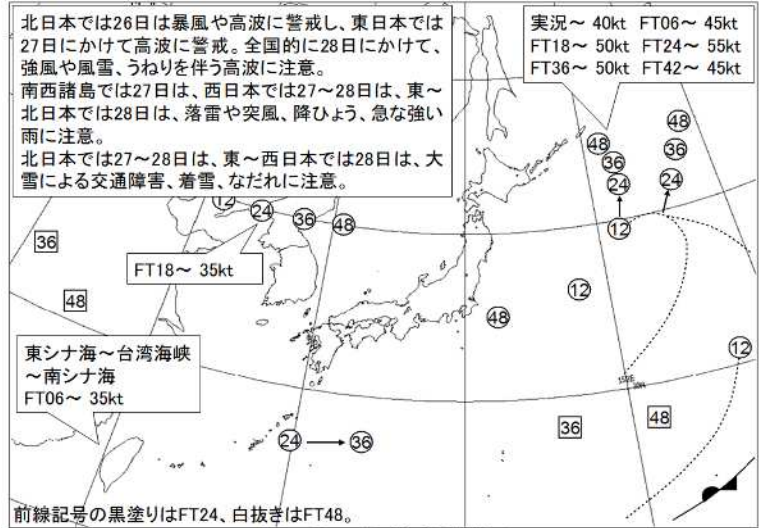 北日本では26日は暴風や高波に警戒し、東日本では
27日にかけて高波に警戒。全国的に28日にかけて、
強風や風雪、うねりを伴う高波に注意。
南西諸島では27日は、西日本では27～28日は、東～
北日本では28日は、落雷や突風、降ひょう、急な強い
雨に注意。
北日本では27～28日は、東～西日本では28日は、大
雪による交通障害、着雪、なだれに注意。
実況～ 40kt FT06～ 45kt
FT18～ 50kt FT24～ 55kt
FT36～ 50kt FT42～ 45kt
48
48
36
36
24
24
12
24
36
48
12
36
FT18～ 35kt
48
12
48
12
東シナ海～台湾海峡
～南シナ海
FT06～ 35kt
36
48
24
36
前線記号の黒塗りはFT24、白抜きはFT48。